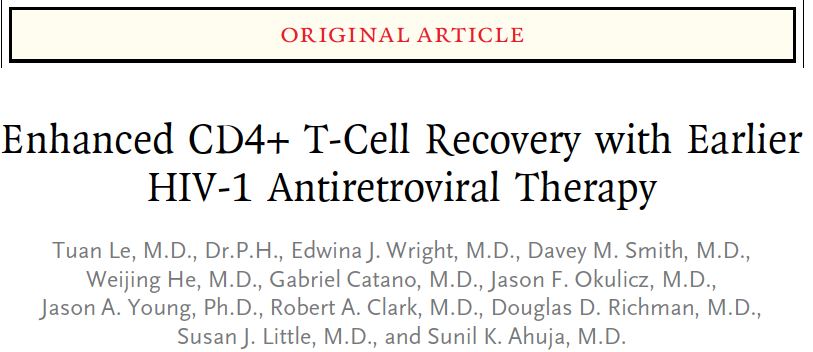 ORIGINAL ARTICLE
Enhanced CD4+ T-Cell Recovery with Earlier
HIV-1 Antiretroviral Therapy
Tuan Le, M.D., Dr.P.H., Edwina J. Wright, M.D., Davey M. Smith, M.D.,
Weijing He, M.D., Gabriel Catano, M.D., Jason F. Okulicz, M.D.,
Jason A. Young, Ph.D., Robert A. Clark, M.D., Douglas D. Richman, M.D.,
Susan J. Little, M.D., and Sunil K. Ahuja, M.D.